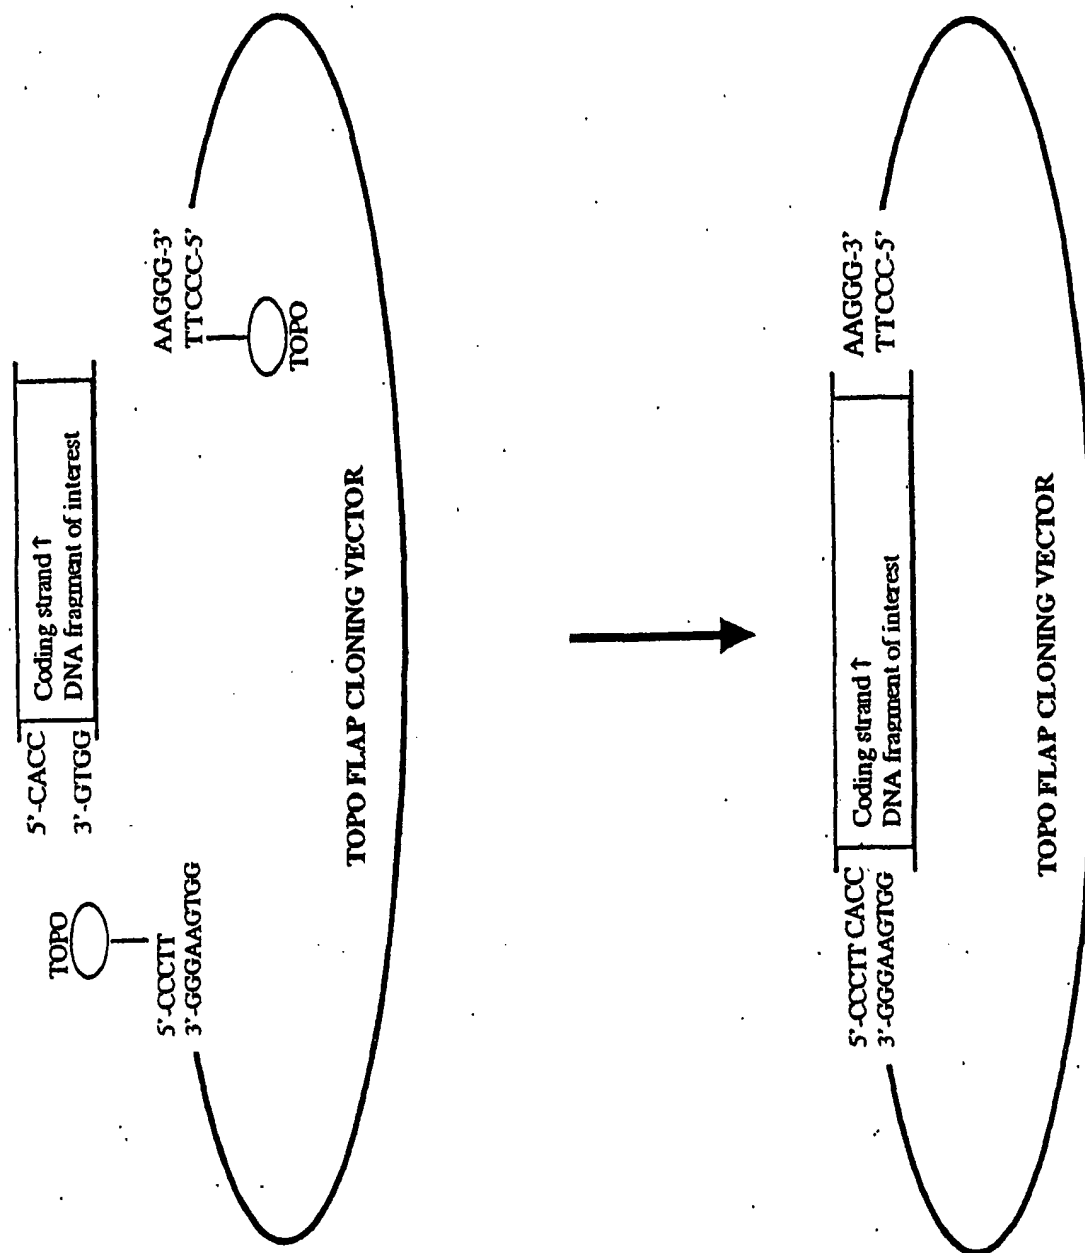 5'-CACC
3'-GTGG
Coding strand↑
DNA fragment of interest
TOPO
5'-CCCTT
3'-GGGAAGTGG
AAGGG-3'
TTCCC-5'
TOPO
TOPO FLAP CLONING VECTOR
5'-CCCTT CACC
3'-GGGAAGTGG
Coding strand↑
DNA fragment of interest
AAGGG-3'
TTCCC-5'
TOPO FLAP CLONING VECTOR